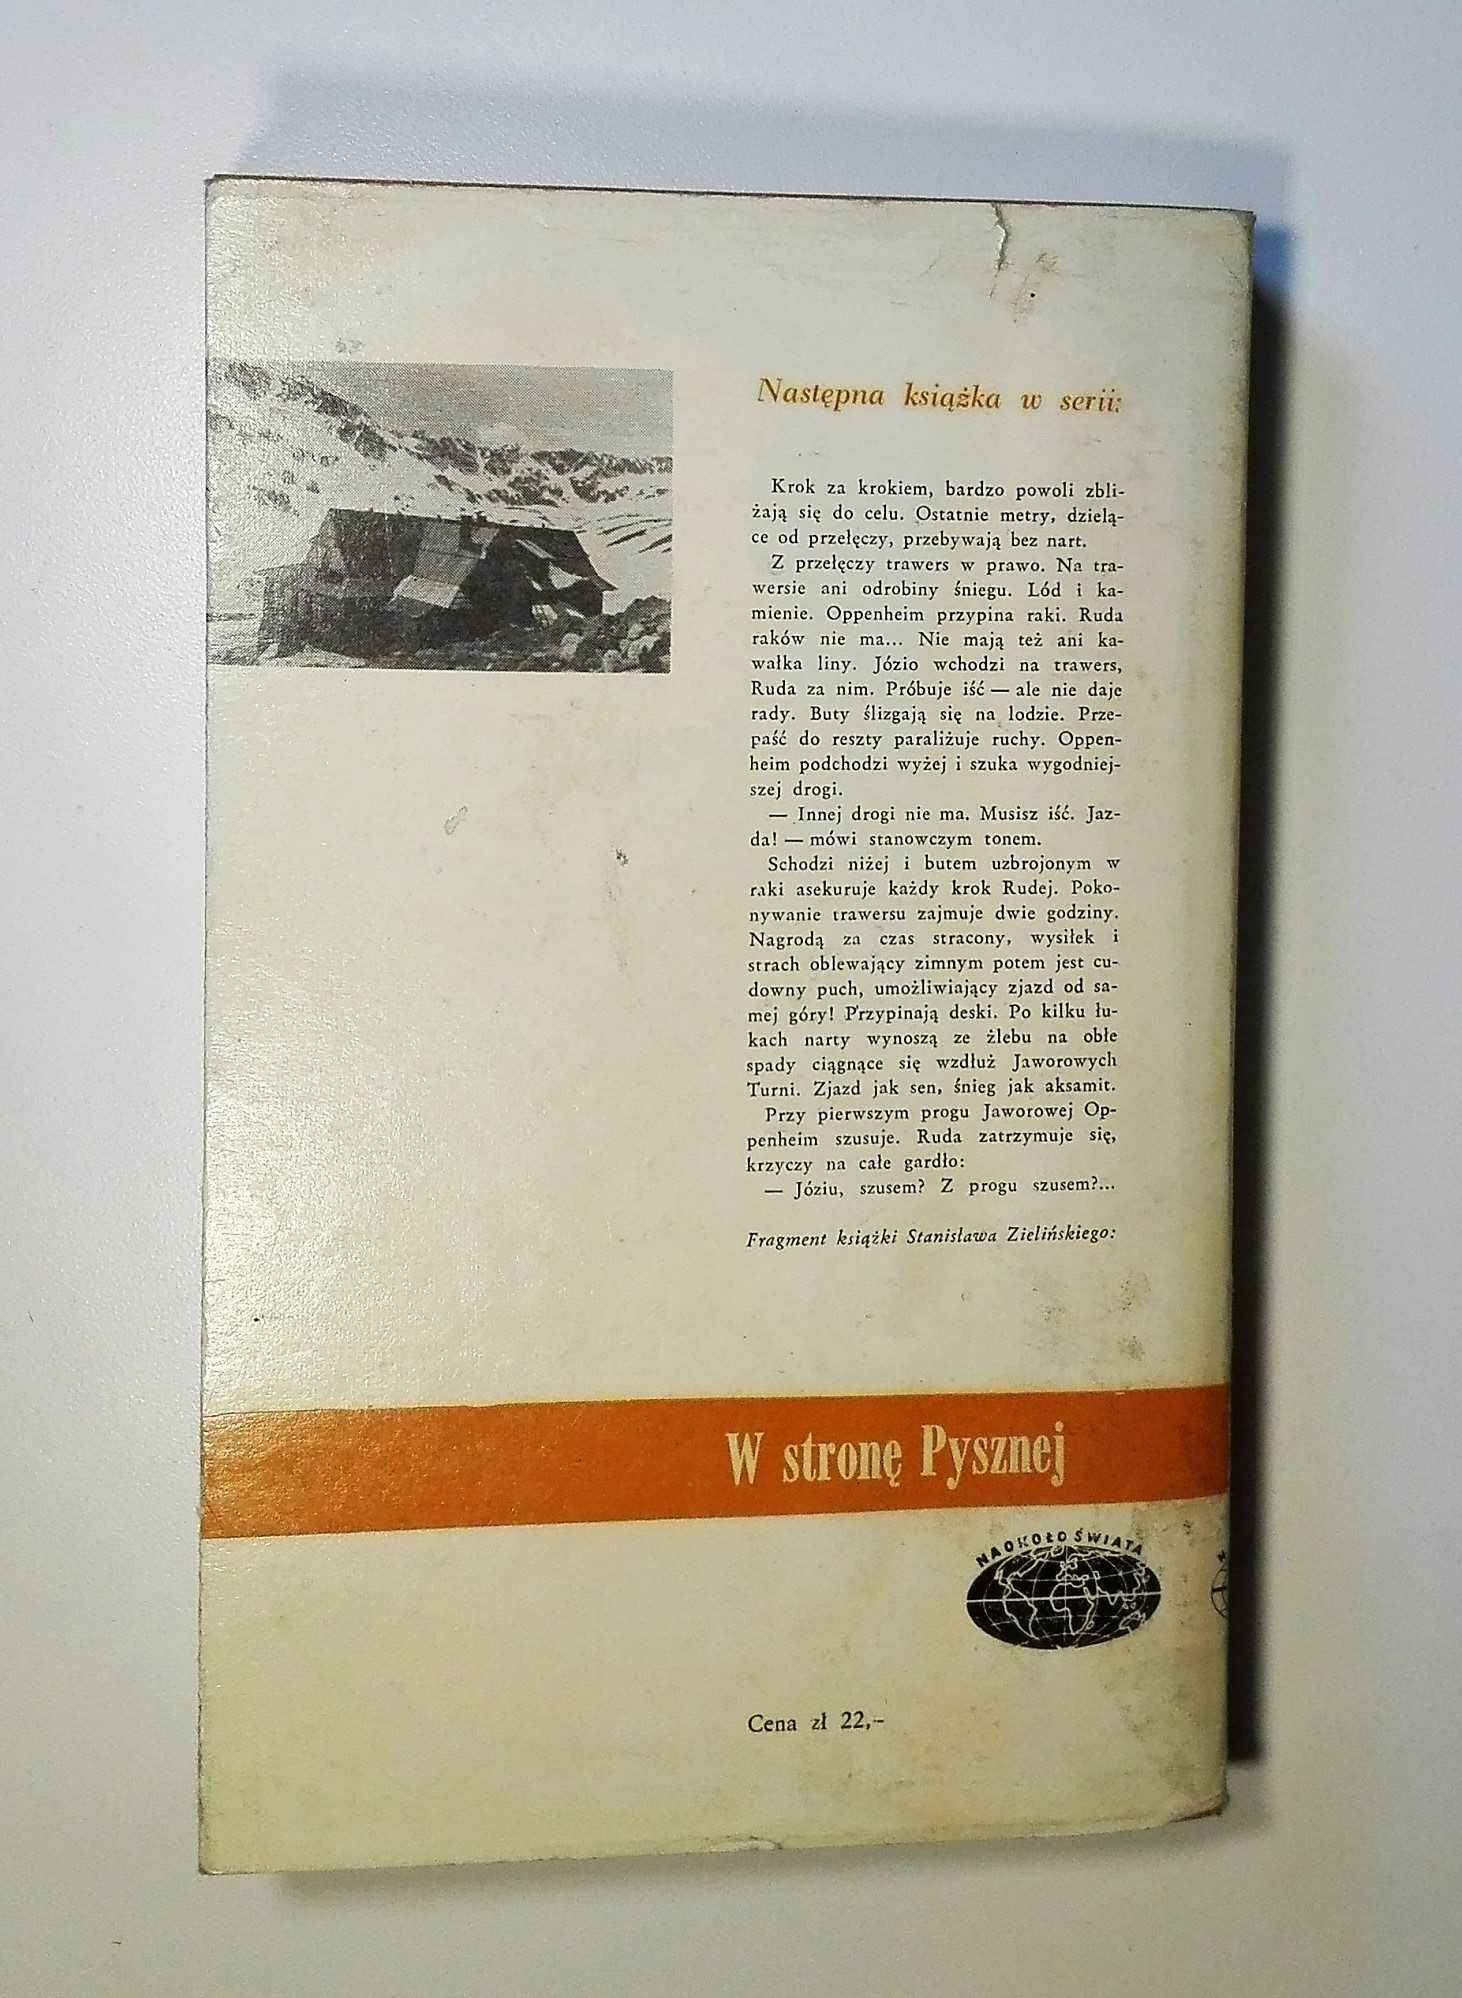 Następna książka w serii:
Krok za krokiem, bardzo powoli zbli-
żają się do celu. Ostatnie metry, dzielą-
ce od przełęczy, przebywają bez nart.
Z przełęczy trawers w prawo. Na tra-
wersie ani odrobiny śniegu. Lód i ka-
mienie. Oppenheim przypina raki. Ruda
raków nie ma... Nie mają też ani ka-
wałka liny. Józio wchodzi na trawers,
Ruda za nim. Próbuje iść — ale nie daje
rady. Buty ślizgają się na lodzie. Prze-
paść do reszty paraliżuje ruchy. Oppen-
heim podchodzi wyżej i szuka wygodniej-
szej drogi.
— Innej drogi nie ma. Musisz iść. Jaz-
da! — mówi stanowczym tonem.
Schodzi niżej i butem uzbrojonym w
raki asekuruje każdy krok Rudej. Poko-
nywanie trawersu zajmuje dwie godziny.
Nagrodą za czas stracony, wysiłek i
strach oblewający zimnym potem jest cu-
downy puch, umożliwiający zjazd od sa-
mej góry! Przypinają deski. Po kilku łu-
kach narty wynoszą ze żlebu na obłe
spady ciągnące się wzdłuż Jaworowych
Turni. Zjazd jak sen, śnieg jak aksamit.
Przy pierwszym progu Jaworowej Op-
penheim szusuje. Ruda zatrzymuje się,
krzyczy na całe gardło:
— Józiu, szusem? Z progu szusem?...
Fragment książki Stanisława Zielińskiego:
W stronę Pysznej
NAOKOŁO ŚWIATA
Cena zł 22,-